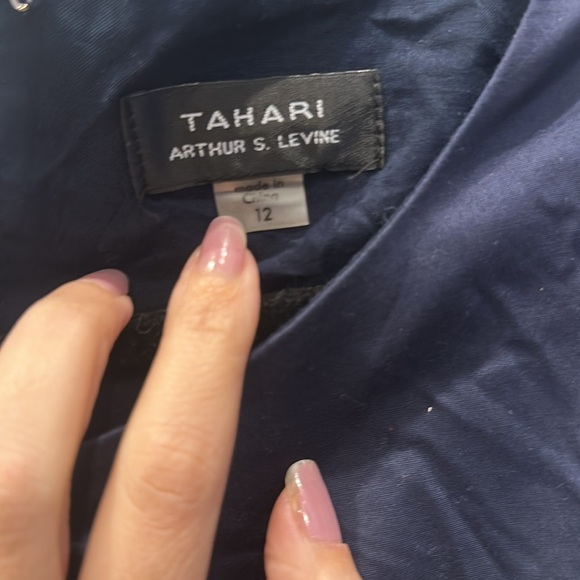 TAHARI
ARTHUR S. LEVINE
made in
China
12